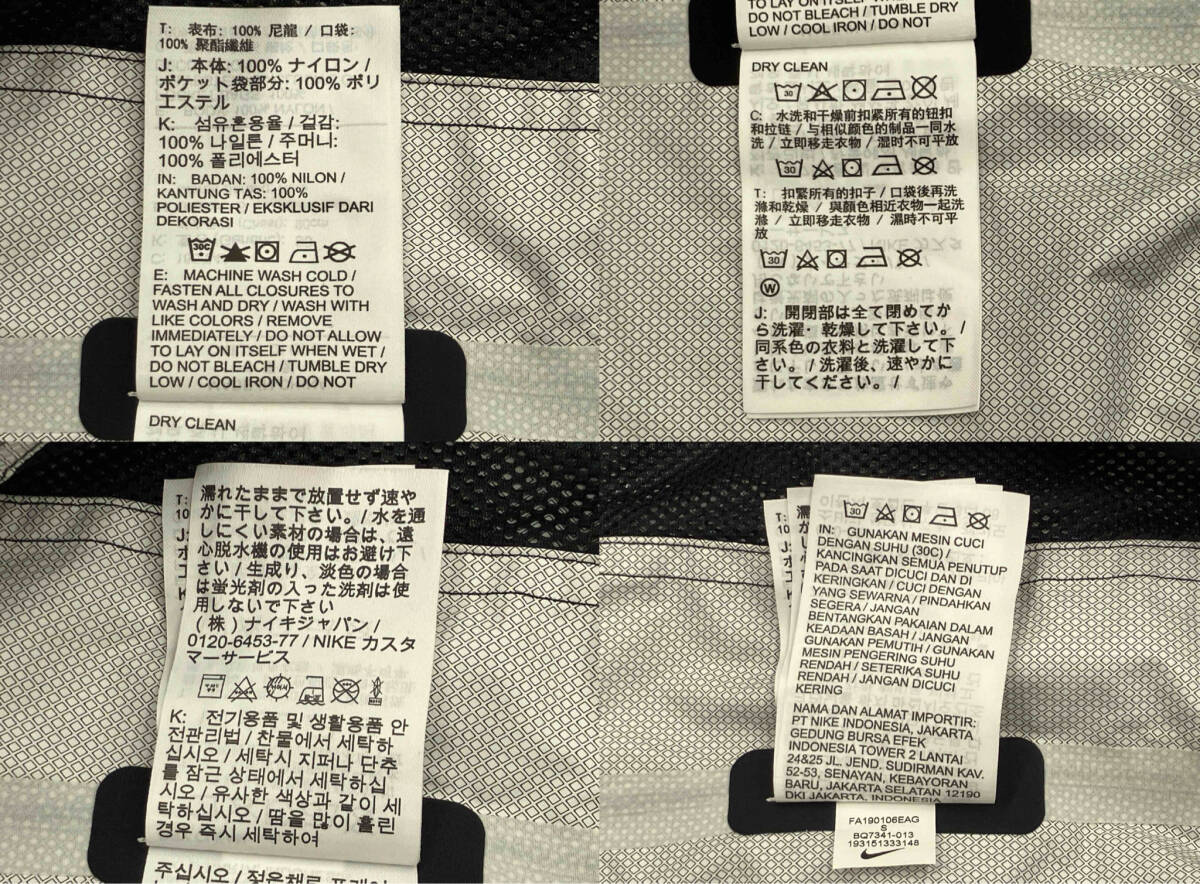 T: 表布: 100% 尼龍 / 口袋:
100% 聚酯纖維
J: 本体: 100% ナイロン /
ポケット袋部分: 100% ポリ
エステル
K: 섬유혼용율 / 겉감:
100% 나일론 / 주머니:
100% 폴리에스터
IN: BADAN: 100% NILON /
KANTUNG TAS: 100%
POLIESTER / EKSKLUSIF DARI
DEKORASI
30C
E: MACHINE WASH COLD /
FASTEN ALL CLOSURES TO
WASH AND DRY / WASH WITH
LIKE COLORS / REMOVE
IMMEDIATELY / DO NOT ALLOW
TO LAY ON ITSELF WHEN WET /
DO NOT BLEACH / TUMBLE DRY
LOW / COOL IRON / DO NOT
DRY CLEAN
TO LAY ON ITSELF WHEN WET /
DO NOT BLEACH / TUMBLE DRY
LOW / COOL IRON / DO NOT
DRY CLEAN
30
C: 水洗和干燥前扣紧所有的钮扣
和拉链 / 与相似颜色的制品一同水
洗 / 立即移走衣物 / 湿时不可平放
30
T: 扣紧所有的扣子 / 口袋後再洗
滌和乾燥 / 與顏色相近衣物一起洗
滌 / 立即移走衣物 / 濕時不可平
放
30
W
J: 開閉部は全て閉めてか
ら洗濯・乾燥して下さい。/
同系色の衣料と洗濯して下
さい。/ 洗濯後、速やかに
干してください。/
T:
10
J:
濡れたままで放置せず速や
かに干して下さい。/ 水を通
しにくい素材の場合は、遠
心脱水機の使用はお避け下
さい / 生成り、淡色の場合
は蛍光剤の入った洗剤は使
用しないで下さい
(株) ナイキジャパン /
0120-6453-77 / NIKE カスタ
マーサービス
K: 전기용품 및 생활용품 안
전관리법 / 찬물에서 세탁하
십시오 / 세탁시 지퍼나 단추
를 잠근 상태에서 세탁하십
시오 / 유사한 색상과 같이 세
탁하십시오 / 땀을 많이 흘린
경우 즉시 세탁하여
30
IN: GUNAKAN MESIN CUCI
DENGAN SUHU (30C) /
KANCINGKAN SEMUA PENUTUP
PADA SAAT DICUCI DAN DI
KERINGKAN / CUCI DENGAN
YANG SEWARNA / PINDAHKAN
SEGERA / JANGAN
BENTANGKAN PAKAIAN DALAM
KEADAAN BASAH / JANGAN
GUNAKAN PEMUTIH / GUNAKAN
MESIN PENGERING SUHU
RENDAH / SETERIKA SUHU
RENDAH / JANGAN DICUCI
KERING
NAMA DAN ALAMAT IMPORTIR:
PT NIKE INDONESIA, JAKARTA
GEDUNG BURSA EFEK
INDONESIA TOWER 2 LANTAI
24&25 JL. JEND. SUDIRMAN KAV.
52-53, SENAYAN, KEBAYORAN
BARU, JAKARTA SELATAN 12190
DKI JAKARTA, INDONESIA
FA190106EAG
S
BQ7341-013
193151333148